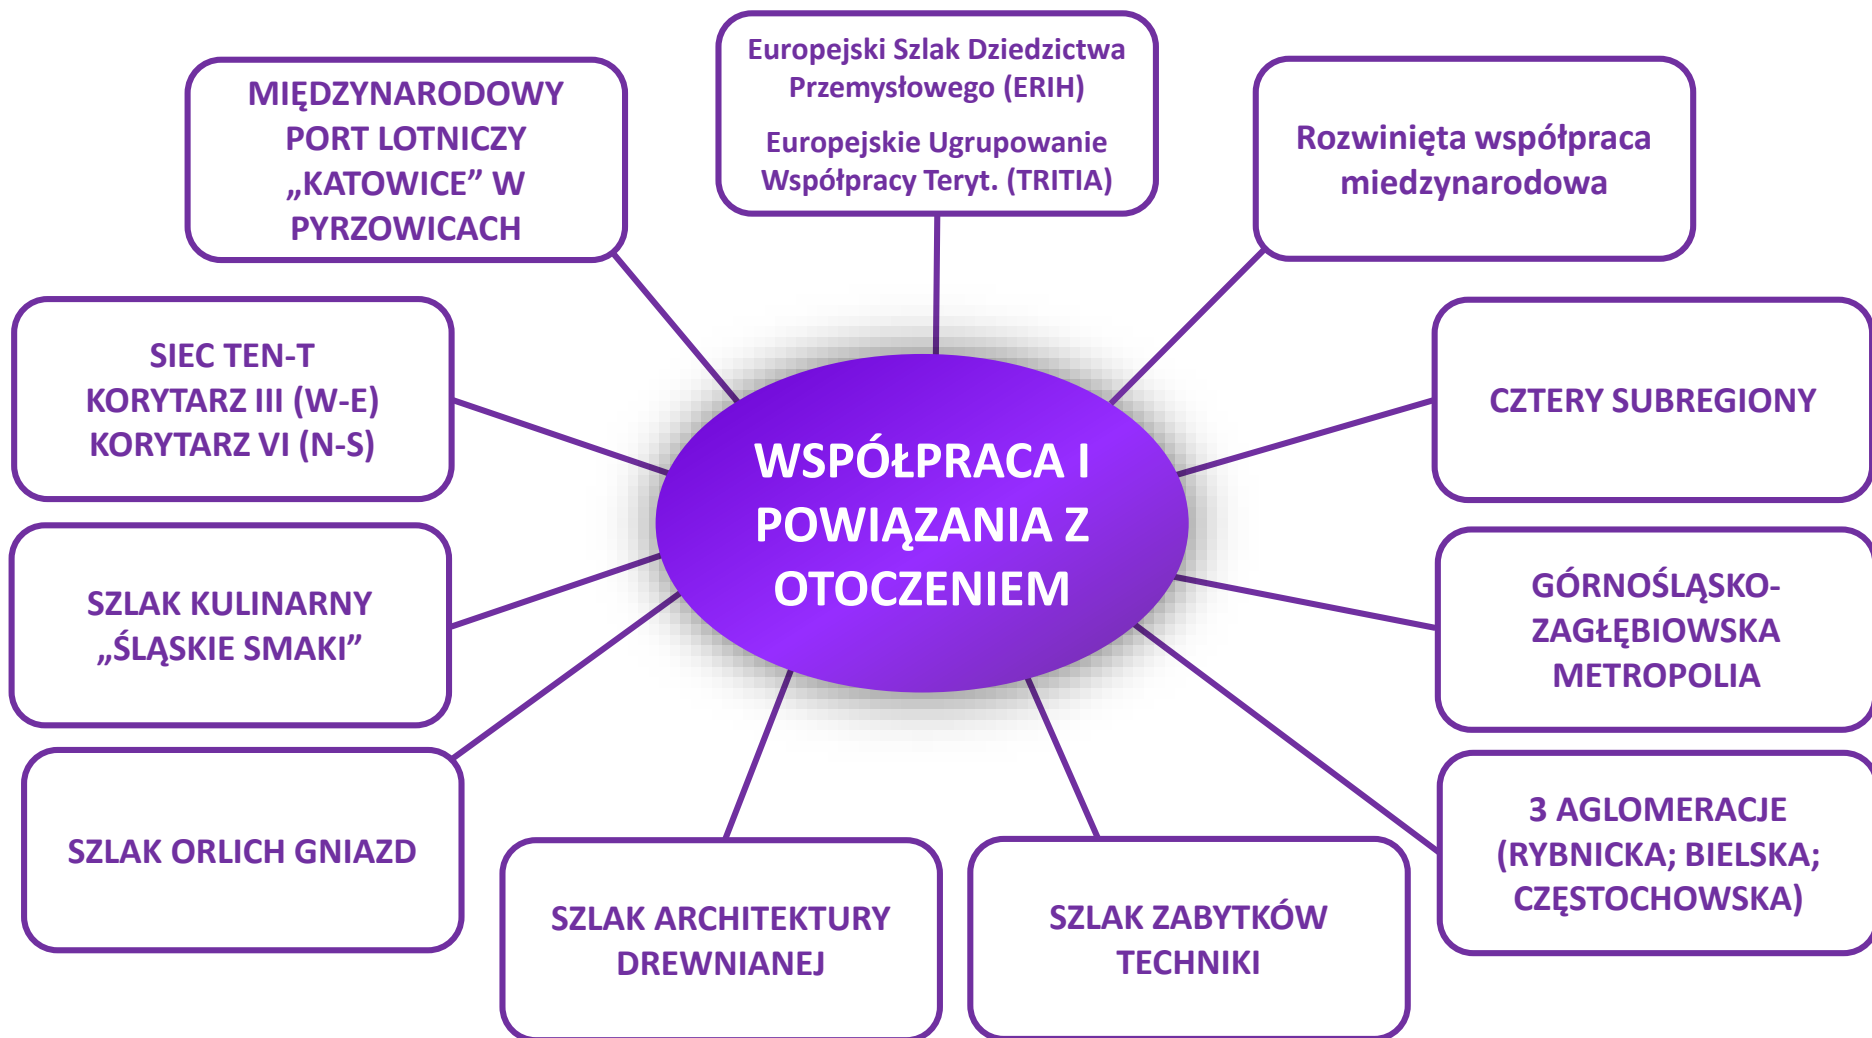 Europejski Szlak Dziedzictwa
Przemysłowego (ERIH)
Europejskie Ugrupowanie
Współpracy Teryt. (TRITIA)
MIĘDZYNARODOWY
PORT LOTNICZY
„KATOWICE” W
PYRZOWICACH
Rozwinięta współpraca
miedzynarodowa
SIEC TEN-T
KORYTARZ III (W-E)
KORYTARZ VI (N-S)
CZTERY SUBREGIONY
WSPÓŁPRACA I
POWIĄZANIA Z
OTOCZENIEM
SZLAK KULINARNY
„ŚLĄSKIE SMAKI”
GÓRNOŚLĄSKO-
ZAGŁĘBIOWSKA
METROPOLIA
SZLAK ORLICH GNIAZD
3 AGLOMERACJE
(RYBNICKA; BIELSKA;
CZĘSTOCHOWSKA)
SZLAK ARCHITEKTURY
DREWNIANEJ
SZLAK ZABYTKÓW
TECHNIKI